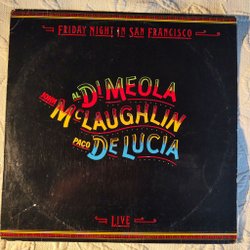 FRIDAY NIGHT IN SAN FRANCISCO
AL DI MEOLA
JOHN McLAUGHLIN
PACO DE LUCIA
LIVE